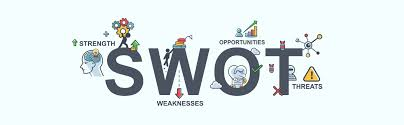 STRENGTH
OPPORTUNITIES
SWOT
WEAKNESSES
THREATS